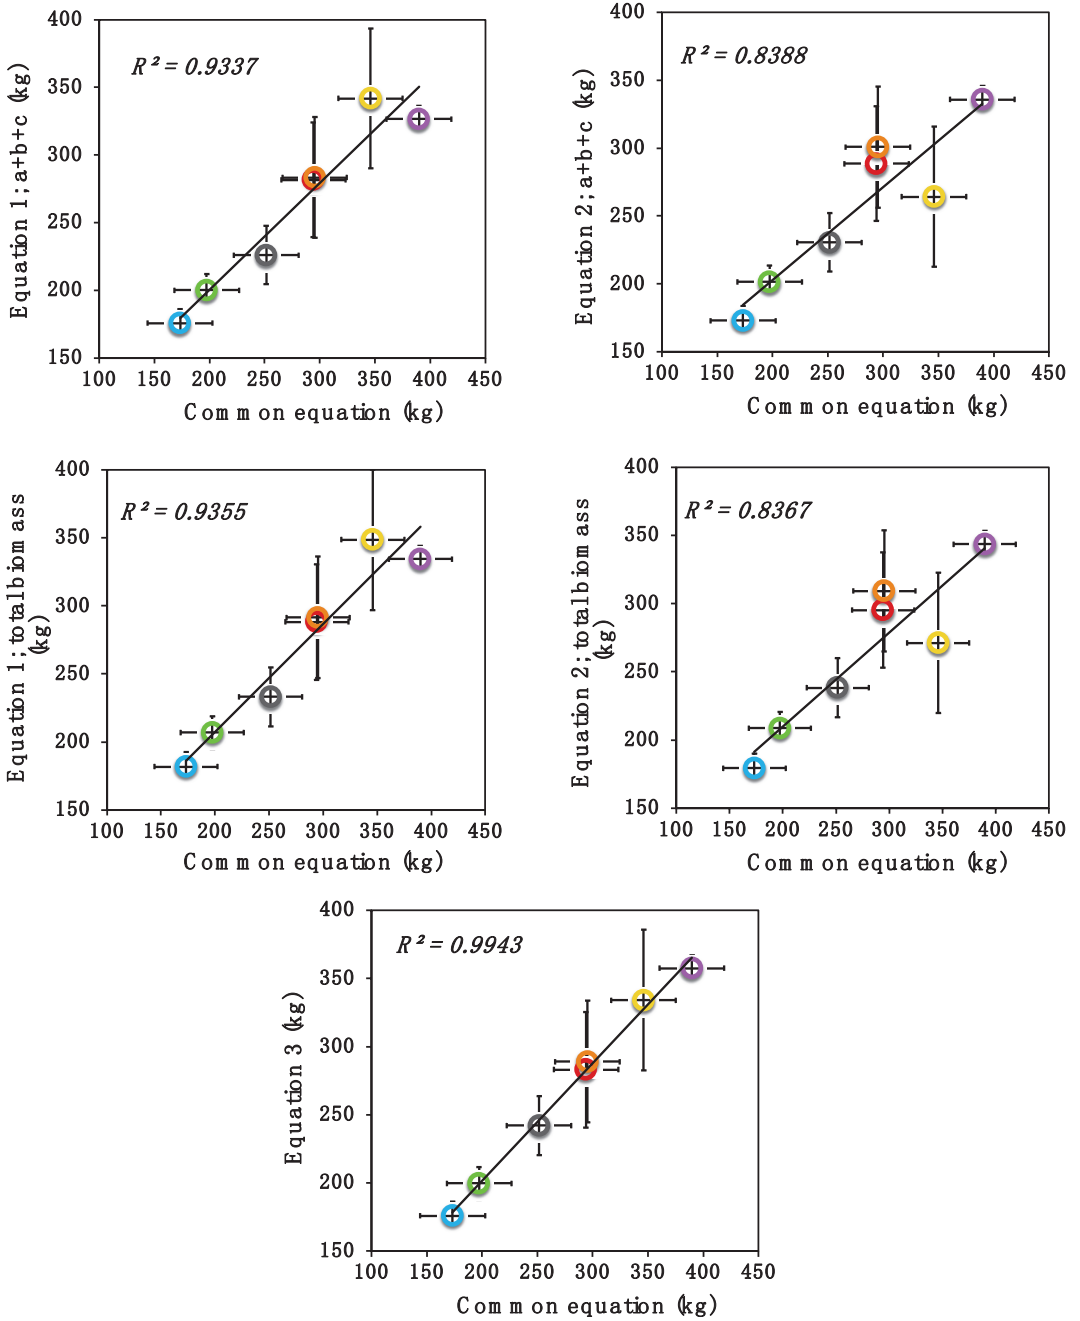 400
350
300
250
200
150
R² = 0.9337
Equation 1; a+b+c (kg)
100 150 200 250 300 350 400 450
Common equation (kg)
400
350
300
250
200
150
R² = 0.8388
Equation 2; a+b+c (kg)
100 150 200 250 300 350 400 450
Common equation (kg)
400
350
300
250
200
150
R² = 0.9355
Equation 1; total biomass
(kg)
100 150 200 250 300 350 400 450
Common equation (kg)
400
350
300
250
200
150
R² = 0.8367
Equation 2; total biomass
(kg)
100 150 200 250 300 350 400 450
Common equation (kg)
400
350
300
250
200
150
R² = 0.9943
Equation 3 (kg)
100 150 200 250 300 350 400 450
Common equation (kg)